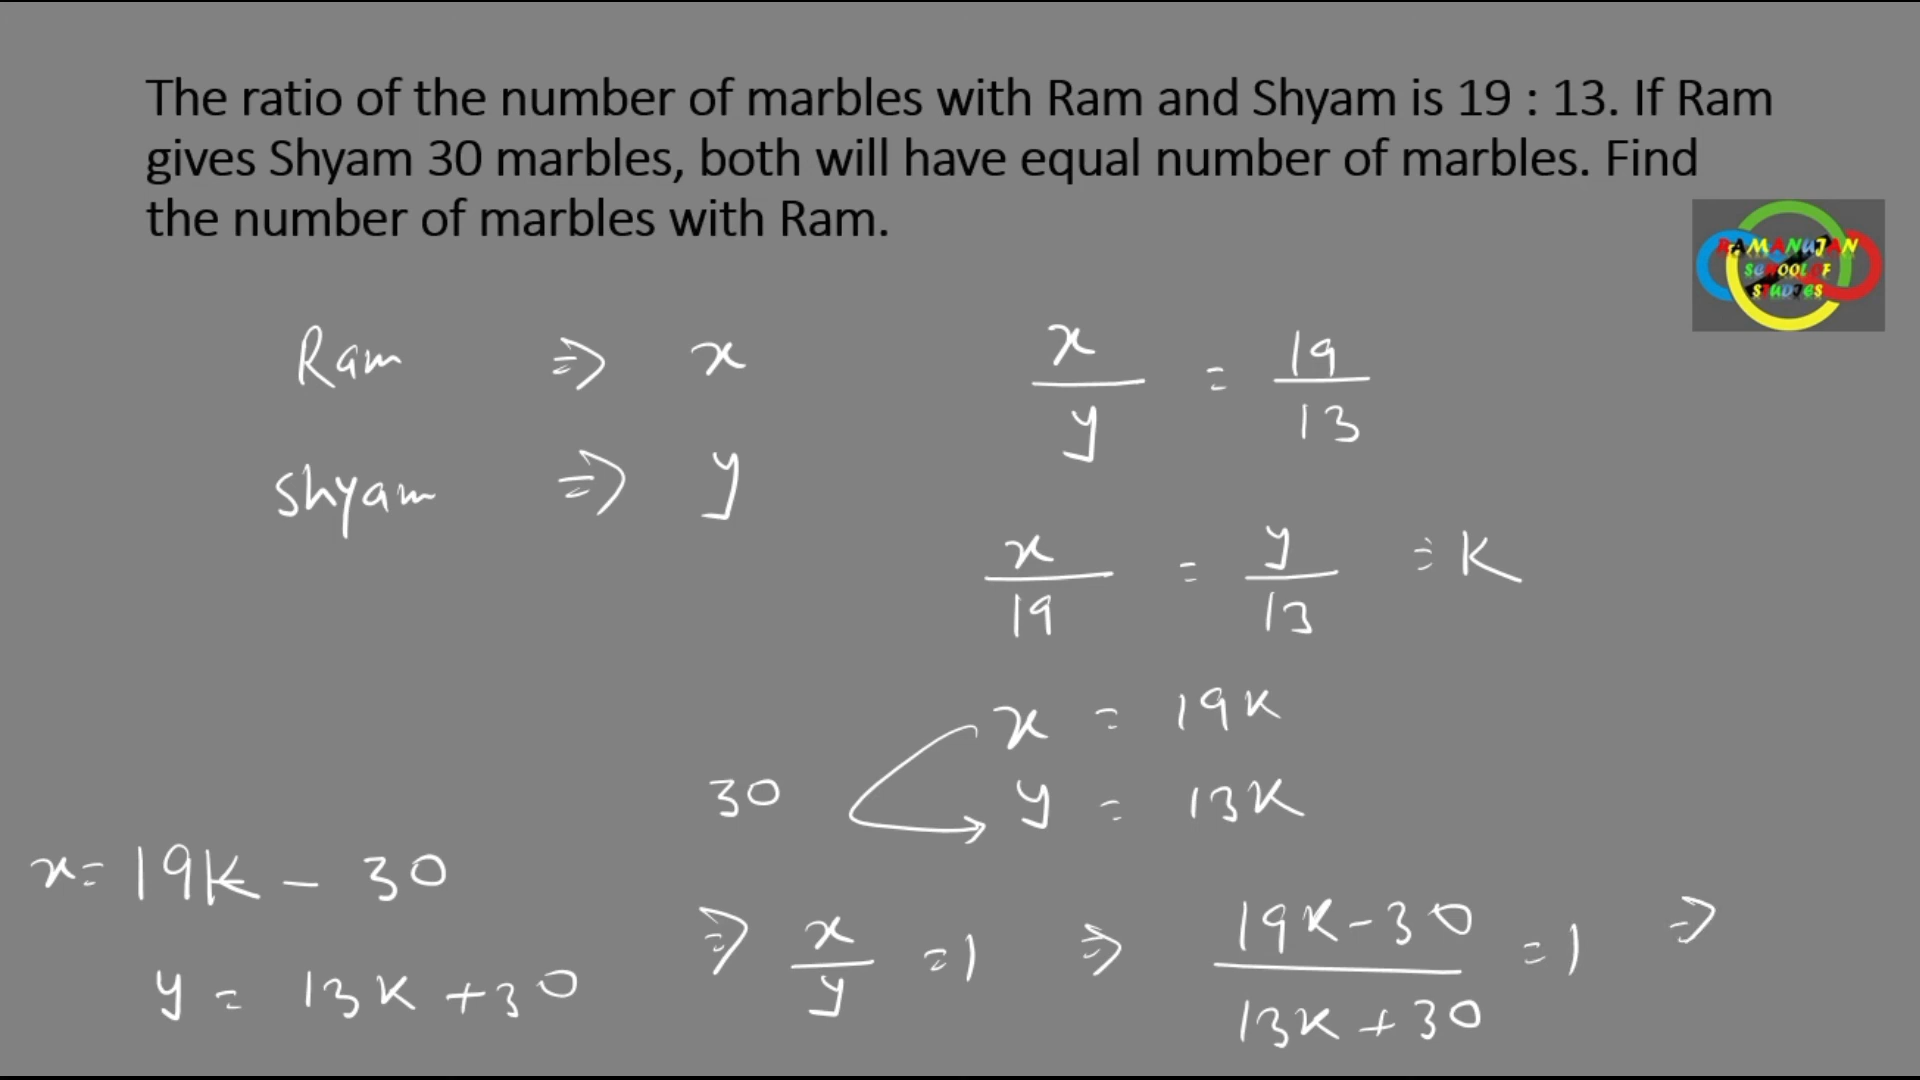 The ratio of the number of marbles with Ram and Shyam is 19 : 13. If Ram
gives Shyam 30 marbles, both will have equal number of marbles. Find
the number of marbles with Ram.
RAMANUJAN
SCHOOL OF
STUDIES
Ram ⇒ x
Shyam ⇒ y
x/y = 19/13
x/19 = y/13 = K
x = 19K
30
y = 13K
x = 19K - 30
y = 13K + 30
⇒ x/y = 1 ⇒ 19K-30/13K+30 = 1 ⇒